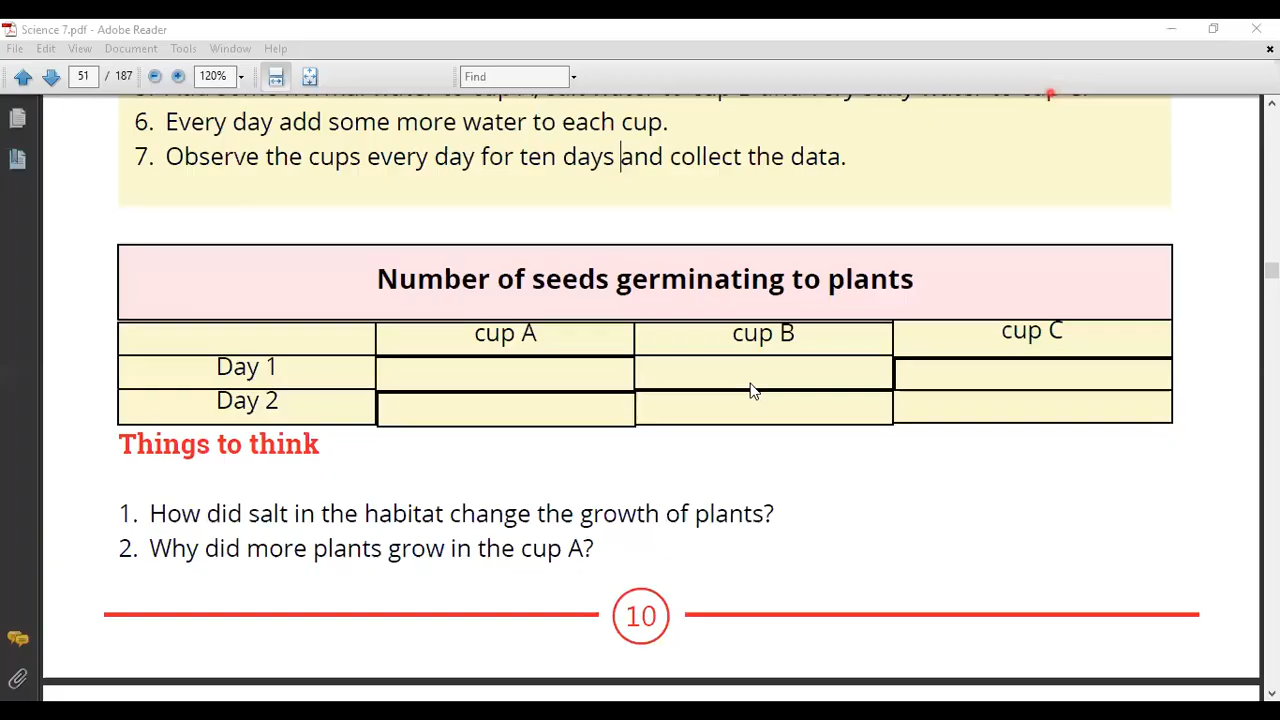 Science 7.pdf - Adobe Reader
File Edit View Document Tools Window Help
51 / 187 120% Find
6. Every day add some more water to each cup.
7. Observe the cups every day for ten days and collect the data.
Number of seeds germinating to plants
cup A cup B cup C
Day 1
Day 2
Things to think
1. How did salt in the habitat change the growth of plants?
2. Why did more plants grow in the cup A?
10